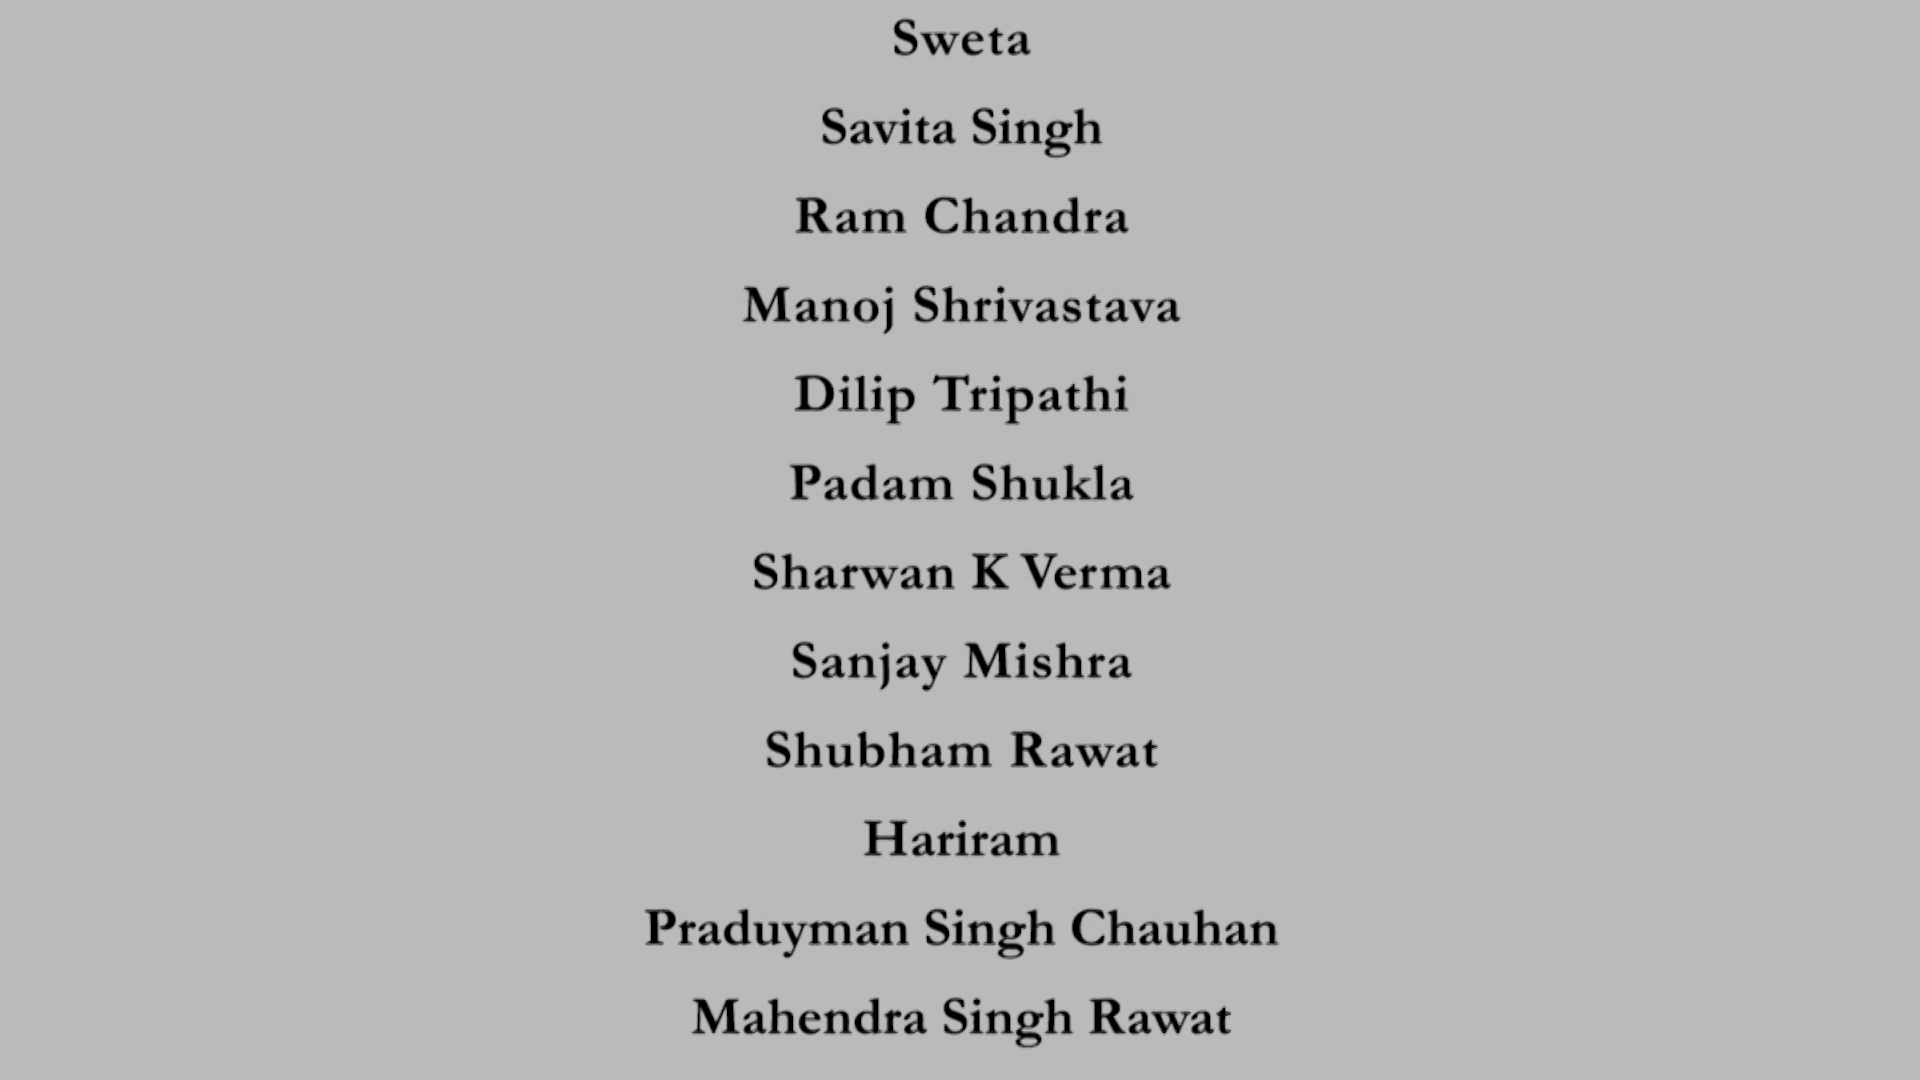 Sweta
Savita Singh
Ram Chandra
Manoj Shrivastava
Dilip Tripathi
Padam Shukla
Sharwan K Verma
Sanjay Mishra
Shubham Rawat
Hariram
Praduyman Singh Chauhan
Mahendra Singh Rawat